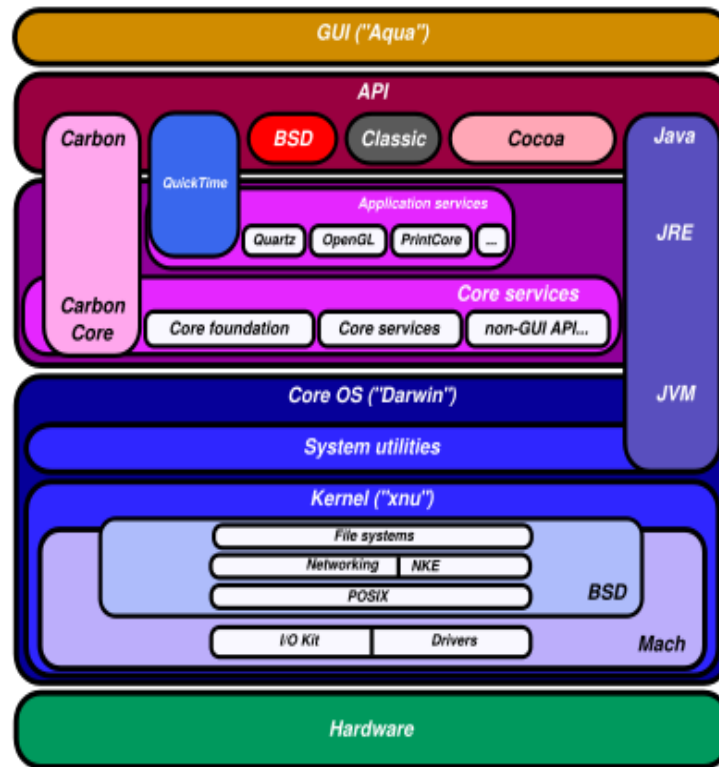 GUI ("Aqua")
API
Carbon
QuickTime
BSD
Classic
Cocoa
Java
Application services
Quartz
OpenGL
PrintCore
...
JRE
Core services
Carbon
Core
Core foundation
Core services
non-GUI API...
Core OS ("Darwin")
JVM
System utilities
Kernel ("xnu")
File systems
Networking
NKE
POSIX
BSD
I/O Kit
Drivers
Mach
Hardware